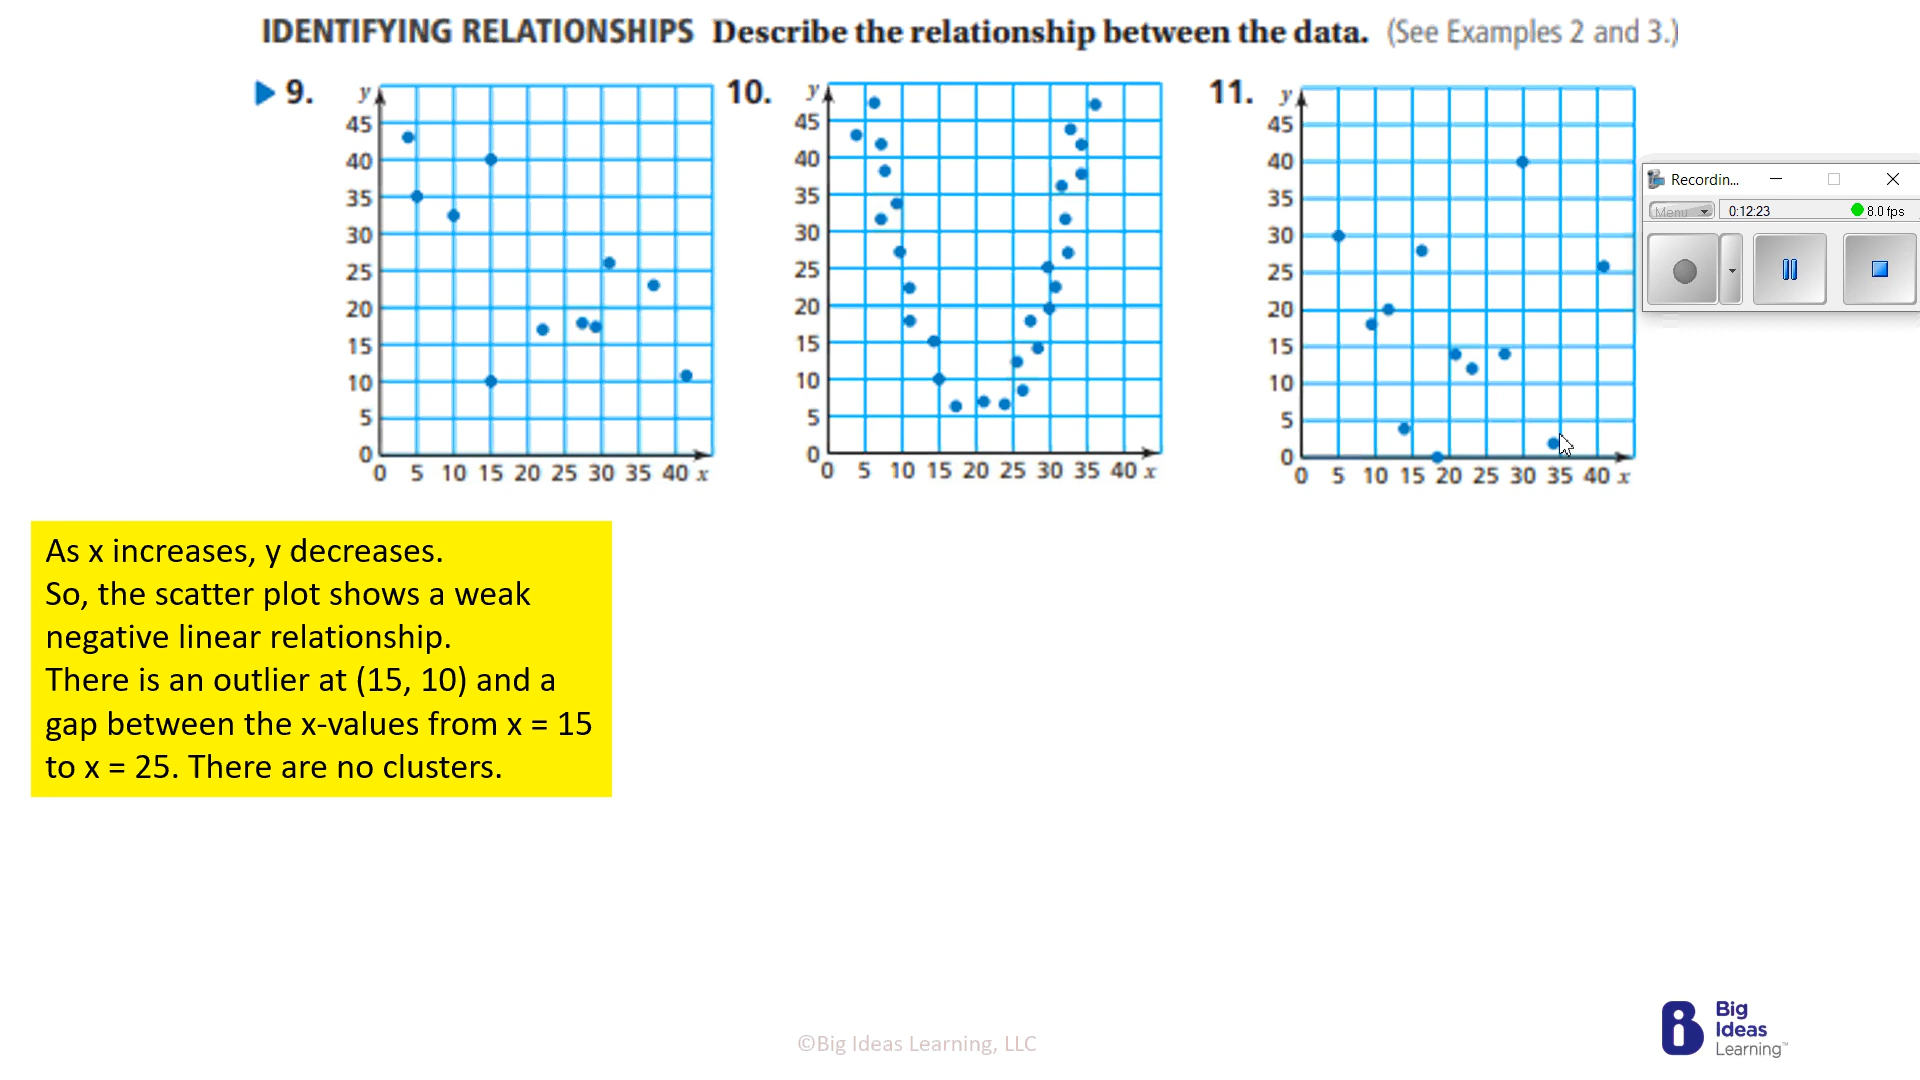 IDENTIFYING RELATIONSHIPS Describe the relationship between the data. (See Examples 2 and 3.)
9.
y
45
40
35
30
25
20
15
10
5
0
0 5 10 15 20 25 30 35 40 x
10.
y
45
40
35
30
25
20
15
10
5
0
0 5 10 15 20 25 30 35 40 x
11.
y
45
40
35
30
25
20
15
10
5
0
0 5 10 15 20 25 30 35 40 x
Recordin...
Menu 0:12:23 8.0 fps
As x increases, y decreases.
So, the scatter plot shows a weak
negative linear relationship.
There is an outlier at (15, 10) and a
gap between the x-values from x = 15
to x = 25. There are no clusters.
©Big Ideas Learning, LLC
Big
Ideas
Learning™